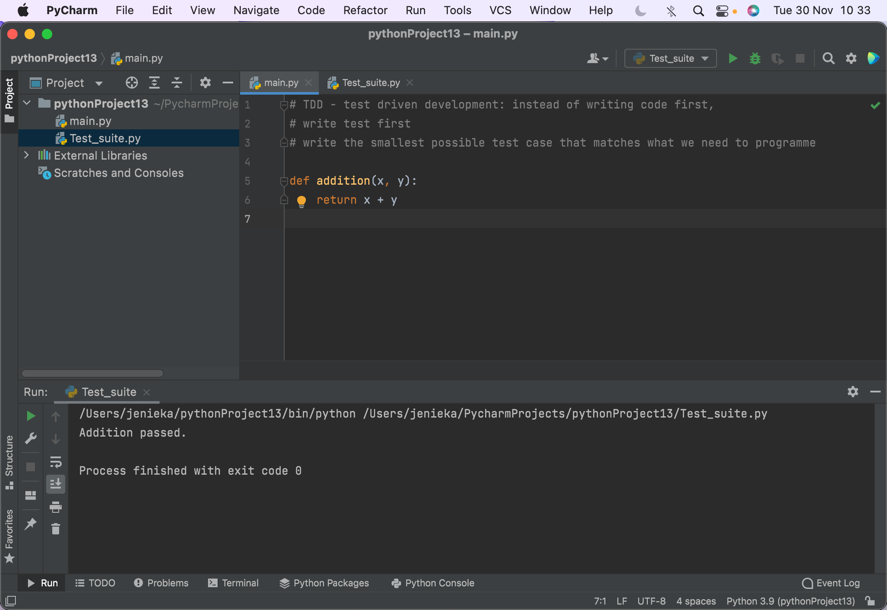 PyCharm File Edit View Navigate Code Refactor Run Tools VCS Window Help Tue 30 Nov 10 33
pythonProject13 – main.py
pythonProject13 main.py Test_suite
Project main.py Test_suite.py
Project
pythonProject13 ~/PycharmProje
main.py
Test_suite.py
External Libraries
Scratches and Consoles
1 # TDD - test driven development: instead of writing code first,
2 # write test first
3 # write the smallest possible test case that matches what we need to programme
4
5 def addition(x, y):
6 return x + y
7
Run: Test_suite
/Users/jenieka/pythonProject13/bin/python /Users/jenieka/PycharmProjects/pythonProject13/Test_suite.py
Addition passed.
Process finished with exit code 0
Structure
Favorites
Run TODO Problems Terminal Python Packages Python Console Event Log
7:1 LF UTF-8 4 spaces Python 3.9 (pythonProject13)